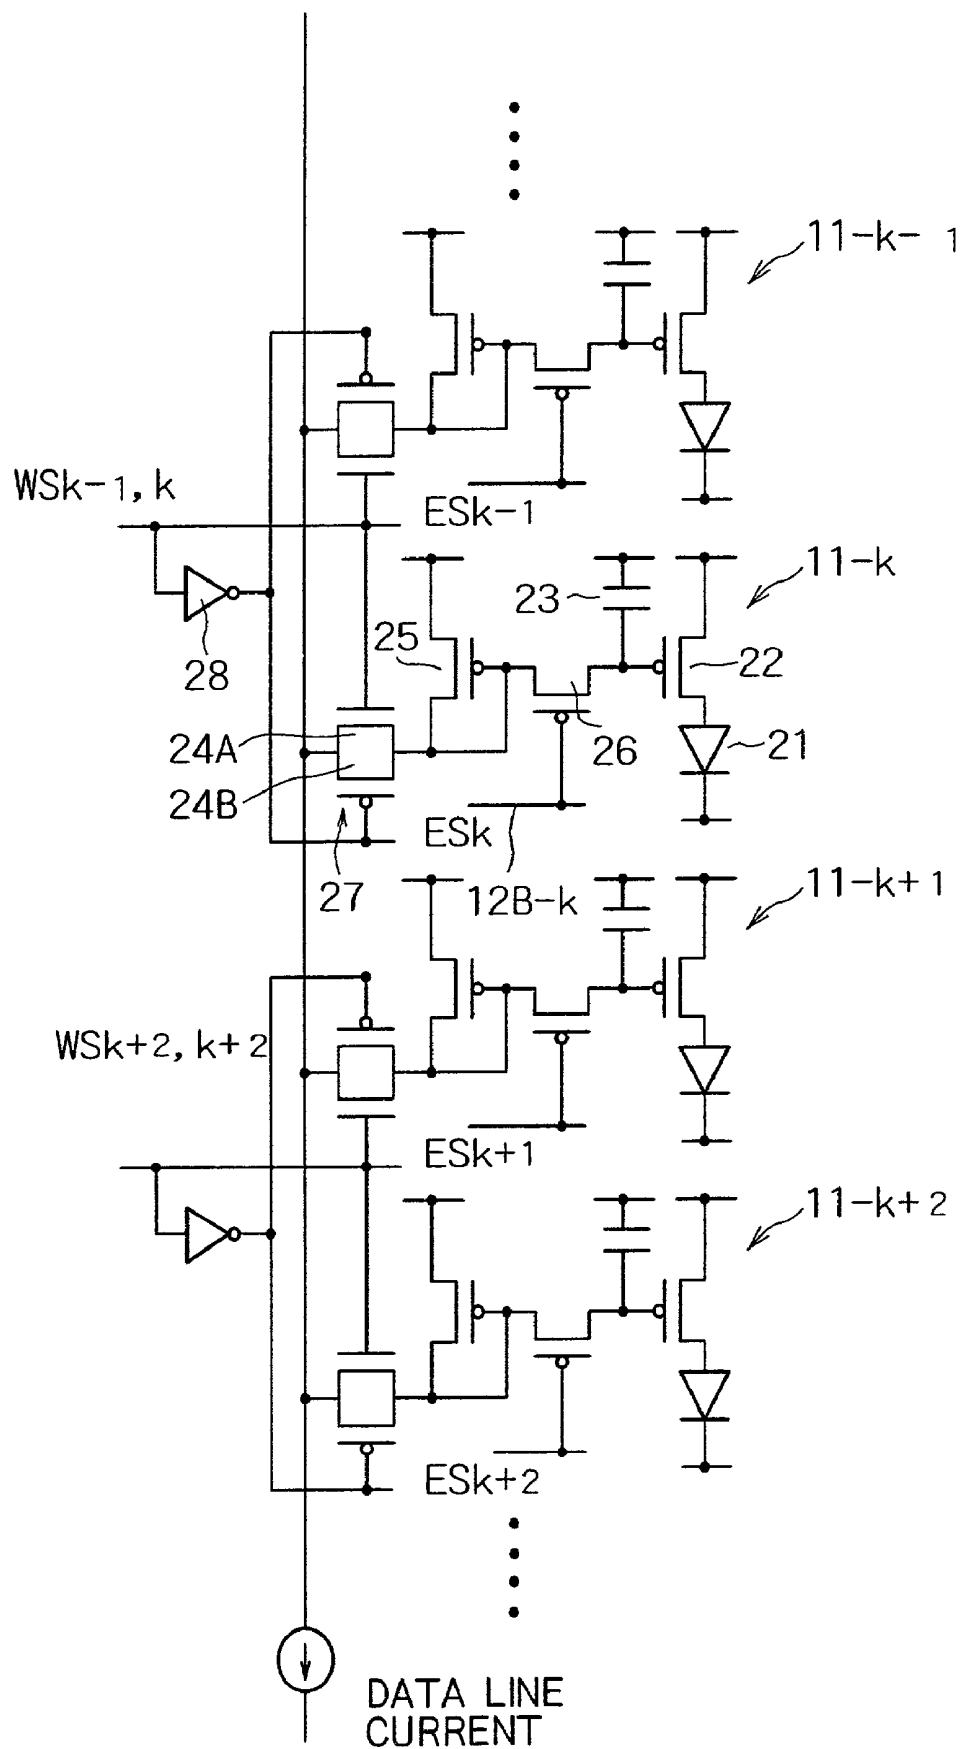 11-k-1
WSk-1, k
ESk-1
11-k
23
25
28
22
24A
26
21
24B
ESk
27
12B-k
11-k+1
WSk+2, k+2
ESk+1
11-k+2
ESk+2
DATA LINE
CURRENT